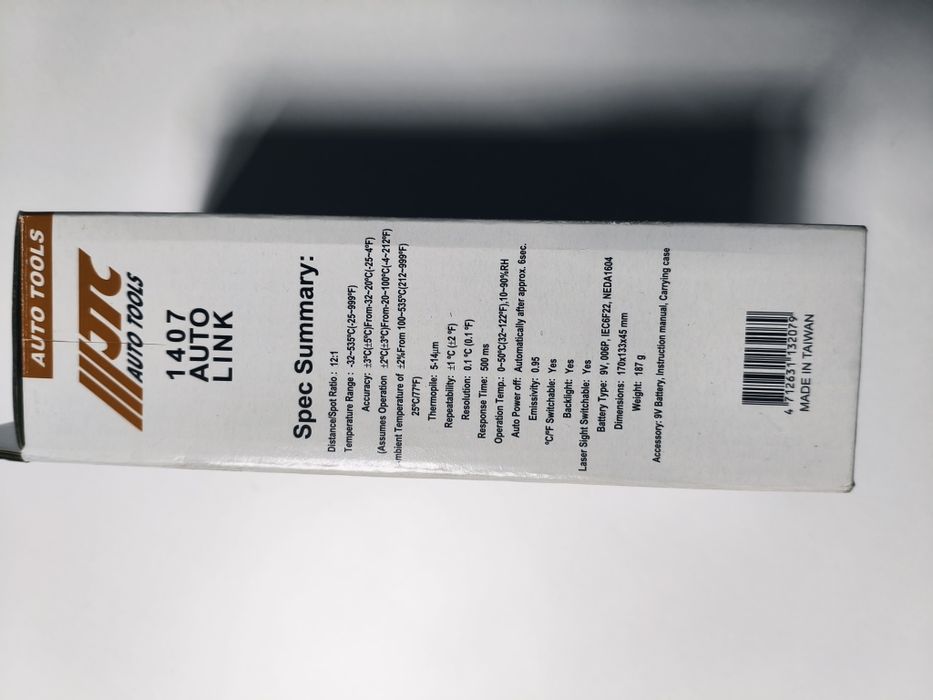 AUTO TOOLS
JTC
AUTO TOOLS
1407
AUTO
LINK
Spec Summary:
Distance/Spot Ratio : 12:1
Temperature Range : -32~535℃(-25~999℉)
Accuracy: ±3℃(±5℃)From-32~20℃(-25~4℉)
(Assumes Operation ±2℃(±3℃)From-20~100℃(-4~212℉)
mbient Temperature of ±2%From 100~535℃(212~999℉)
25℃/77℉)
Thermopile: 5-14μm
Repeatability: ±1 ℃ (±2 ℉)
Resolution: 0.1 ℃ (0.1 ℉)
Response Time: 500 ms
Operation Temp.: 0~50℃(32~122℉),10~90%RH
Auto Power off: Automatically after approx. 6sec.
Emissivity: 0.95
℃/℉ Switchable: Yes
Backlight: Yes
Laser Sight Switchable: Yes
Battery Type: 9V, 006P, IEC6F22, NEDA1604
Dimensions: 170x133x45 mm
Weight: 187 g
Accessory: 9V Battery, Instruction manual, Carrying case
4 712631 132079
MADE IN TAIWAN